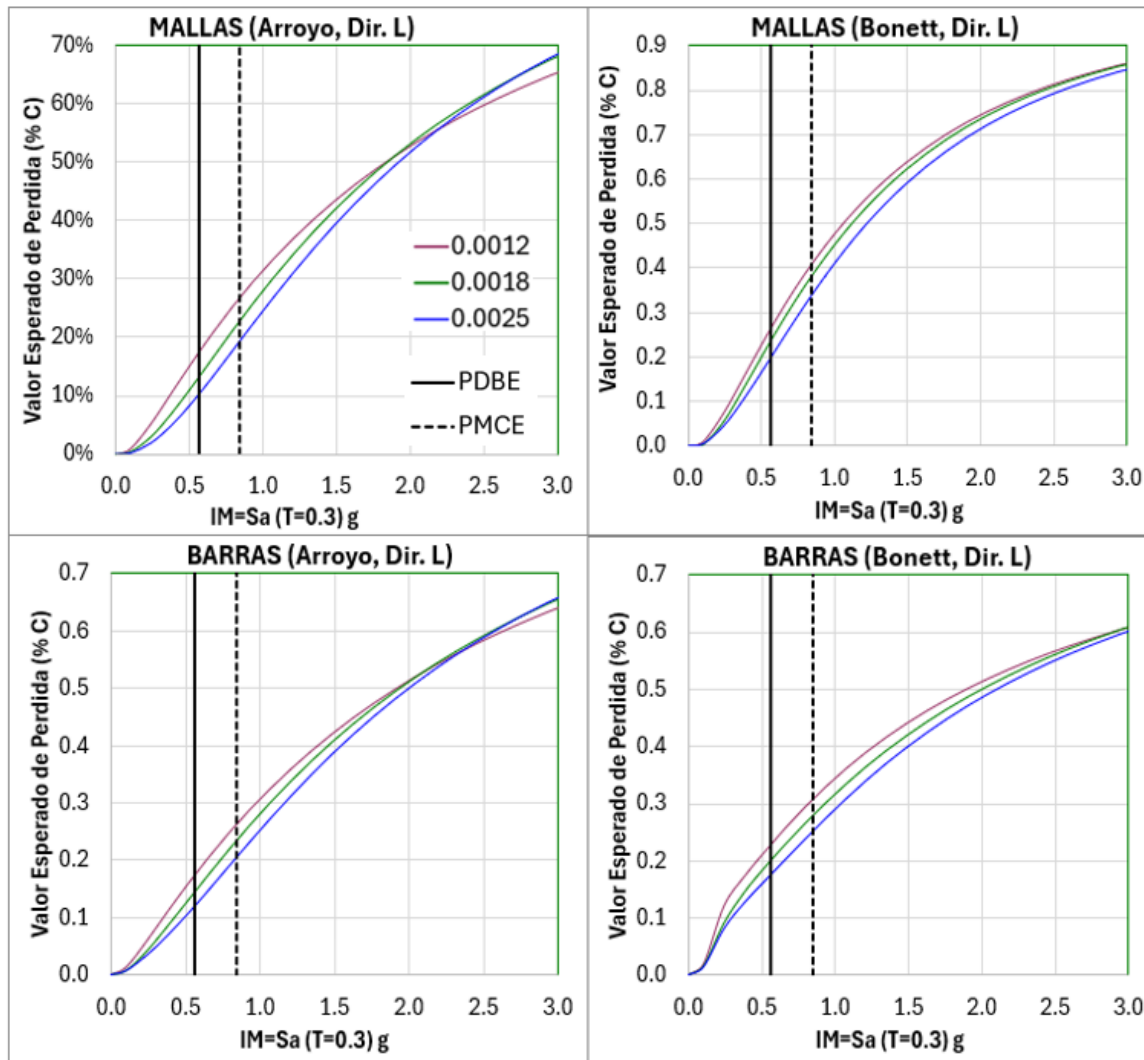 MALLAS (Arroyo, Dir. L)
Valor Esperado de Perdida (% C)
70%
60%
50%
40%
30%
20%
10%
0%
0.0012
0.0018
0.0025
PDBE
PMCE
0.0 0.5 1.0 1.5 2.0 2.5 3.0
IM=Sa (T=0.3) g
MALLAS (Bonett, Dir. L)
Valor Esperado de Perdida (% C)
0.9
0.8
0.7
0.6
0.5
0.4
0.3
0.2
0.1
0.0
0.0 0.5 1.0 1.5 2.0 2.5 3.0
IM=Sa (T=0.3) g
BARRAS (Arroyo, Dir. L)
Valor Esperado de Perdida (% C)
0.7
0.6
0.5
0.4
0.3
0.2
0.1
0.0
0.0 0.5 1.0 1.5 2.0 2.5 3.0
IM=Sa (T=0.3) g
BARRAS (Bonett, Dir. L)
Valor Esperado de Perdida (% C)
0.7
0.6
0.5
0.4
0.3
0.2
0.1
0.0
0.0 0.5 1.0 1.5 2.0 2.5 3.0
IM=Sa (T=0.3) g